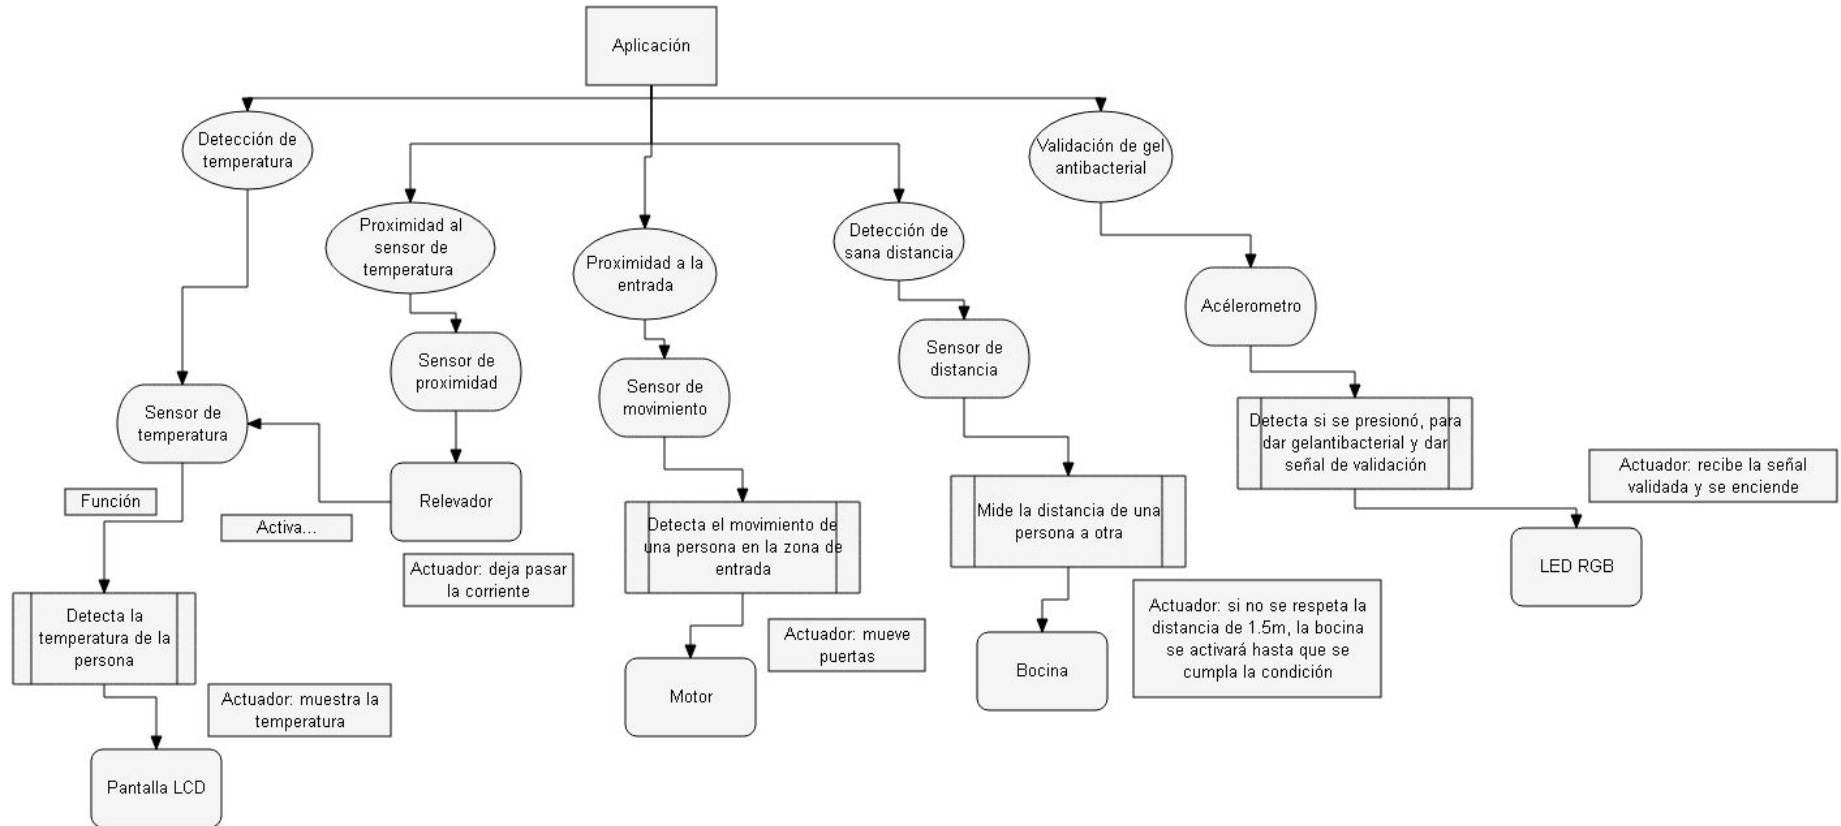 Aplicación
Detección de
temperatura
Validación de gel
antibacterial
Proximidad al
sensor de
temperatura
Detección de
sana distancia
Proximidad a la
entrada
Acélerometro
Sensor de
proximidad
Sensor de
distancia
Sensor de
movimiento
Sensor de
temperatura
Detecta si se presionó, para
dar gelantibacterial y dar
señal de validación
Actuador: recibe la señal
validada y se enciende
Función
Activa...
Relevador
Detecta el movimiento de
una persona en la zona de
entrada
Mide la distancia de una
persona a otra
LED RGB
Actuador: deja pasar
la corriente
Detecta la
temperatura de la
persona
Actuador: mueve
puertas
Actuador: si no se respeta la
distancia de 1.5m, la bocina
se activará hasta que se
cumpla la condición
Bocina
Motor
Actuador: muestra la
temperatura
Pantalla LCD